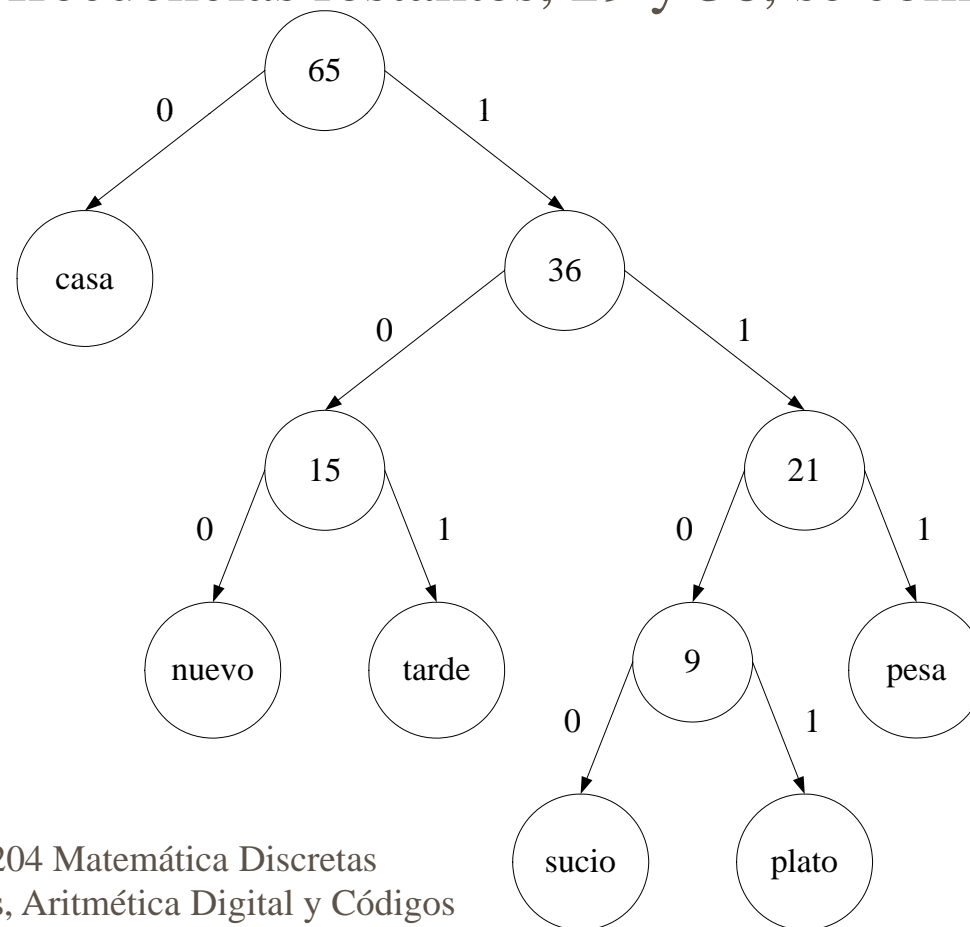 65
0 1
casa
36
0 1
15 21
0 1 0 1
nuevo tarde 9 pesa
0 1
sucio plato
204 Matemática Discretas
s, Aritmética Digital y Códigos